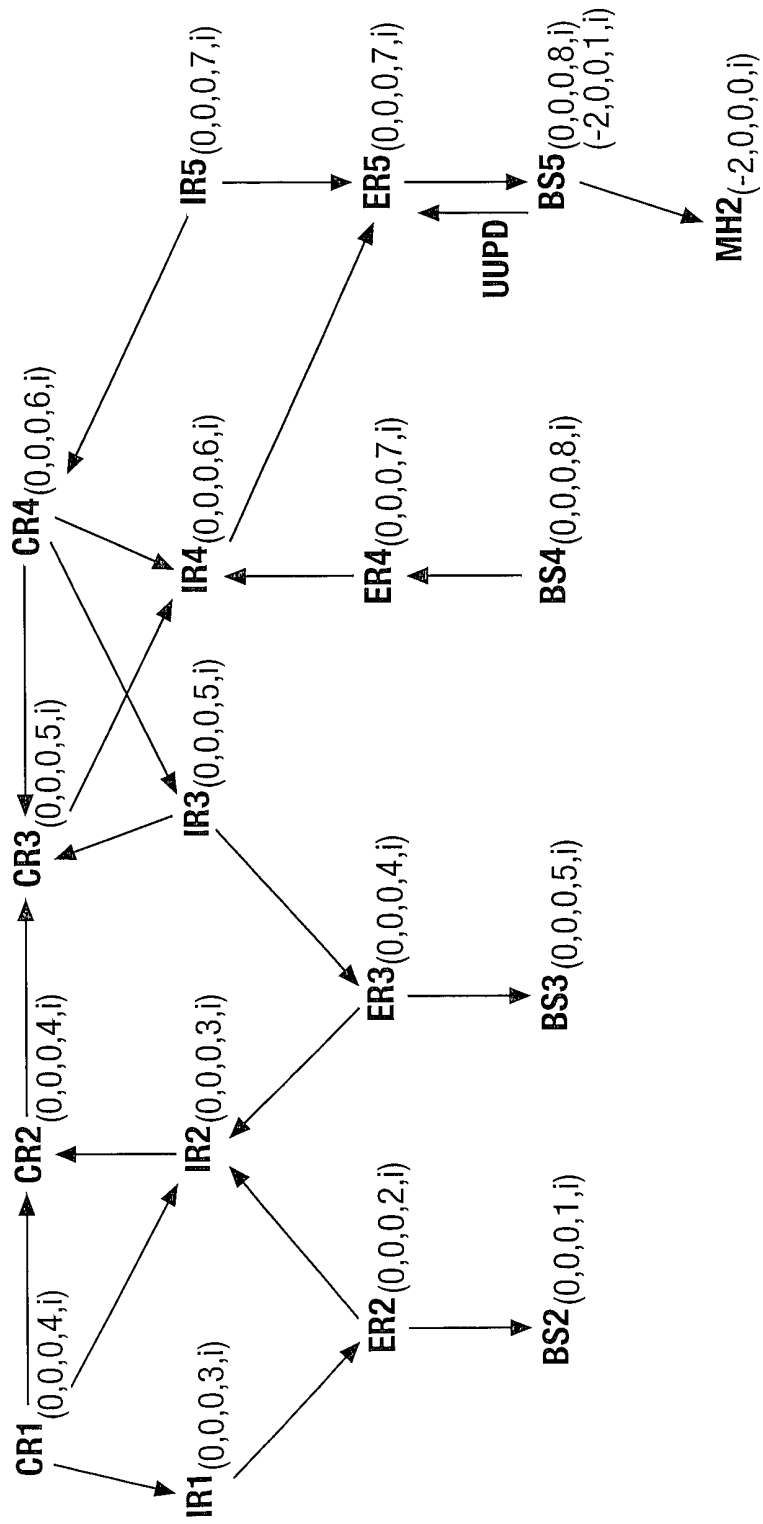 CR1(0,0,0,4,i)
CR2(0,0,0,4,i)
CR3(0,0,0,5,i)
CR4(0,0,0,6,i)
IR1(0,0,0,3,i)
IR2(0,0,0,3,i)
IR3(0,0,0,5,i)
IR4(0,0,0,6,i)
IR5(0,0,0,7,i)
ER2(0,0,0,2,i)
ER3(0,0,0,4,i)
ER4(0,0,0,7,i)
ER5(0,0,0,7,i)
UUPD
BS2(0,0,0,1,i)
BS3(0,0,0,5,i)
BS4(0,0,0,8,i)
BS5(0,0,0,8,i)
(-2,0,0,1,i)
MH2(-2,0,0,0,i)